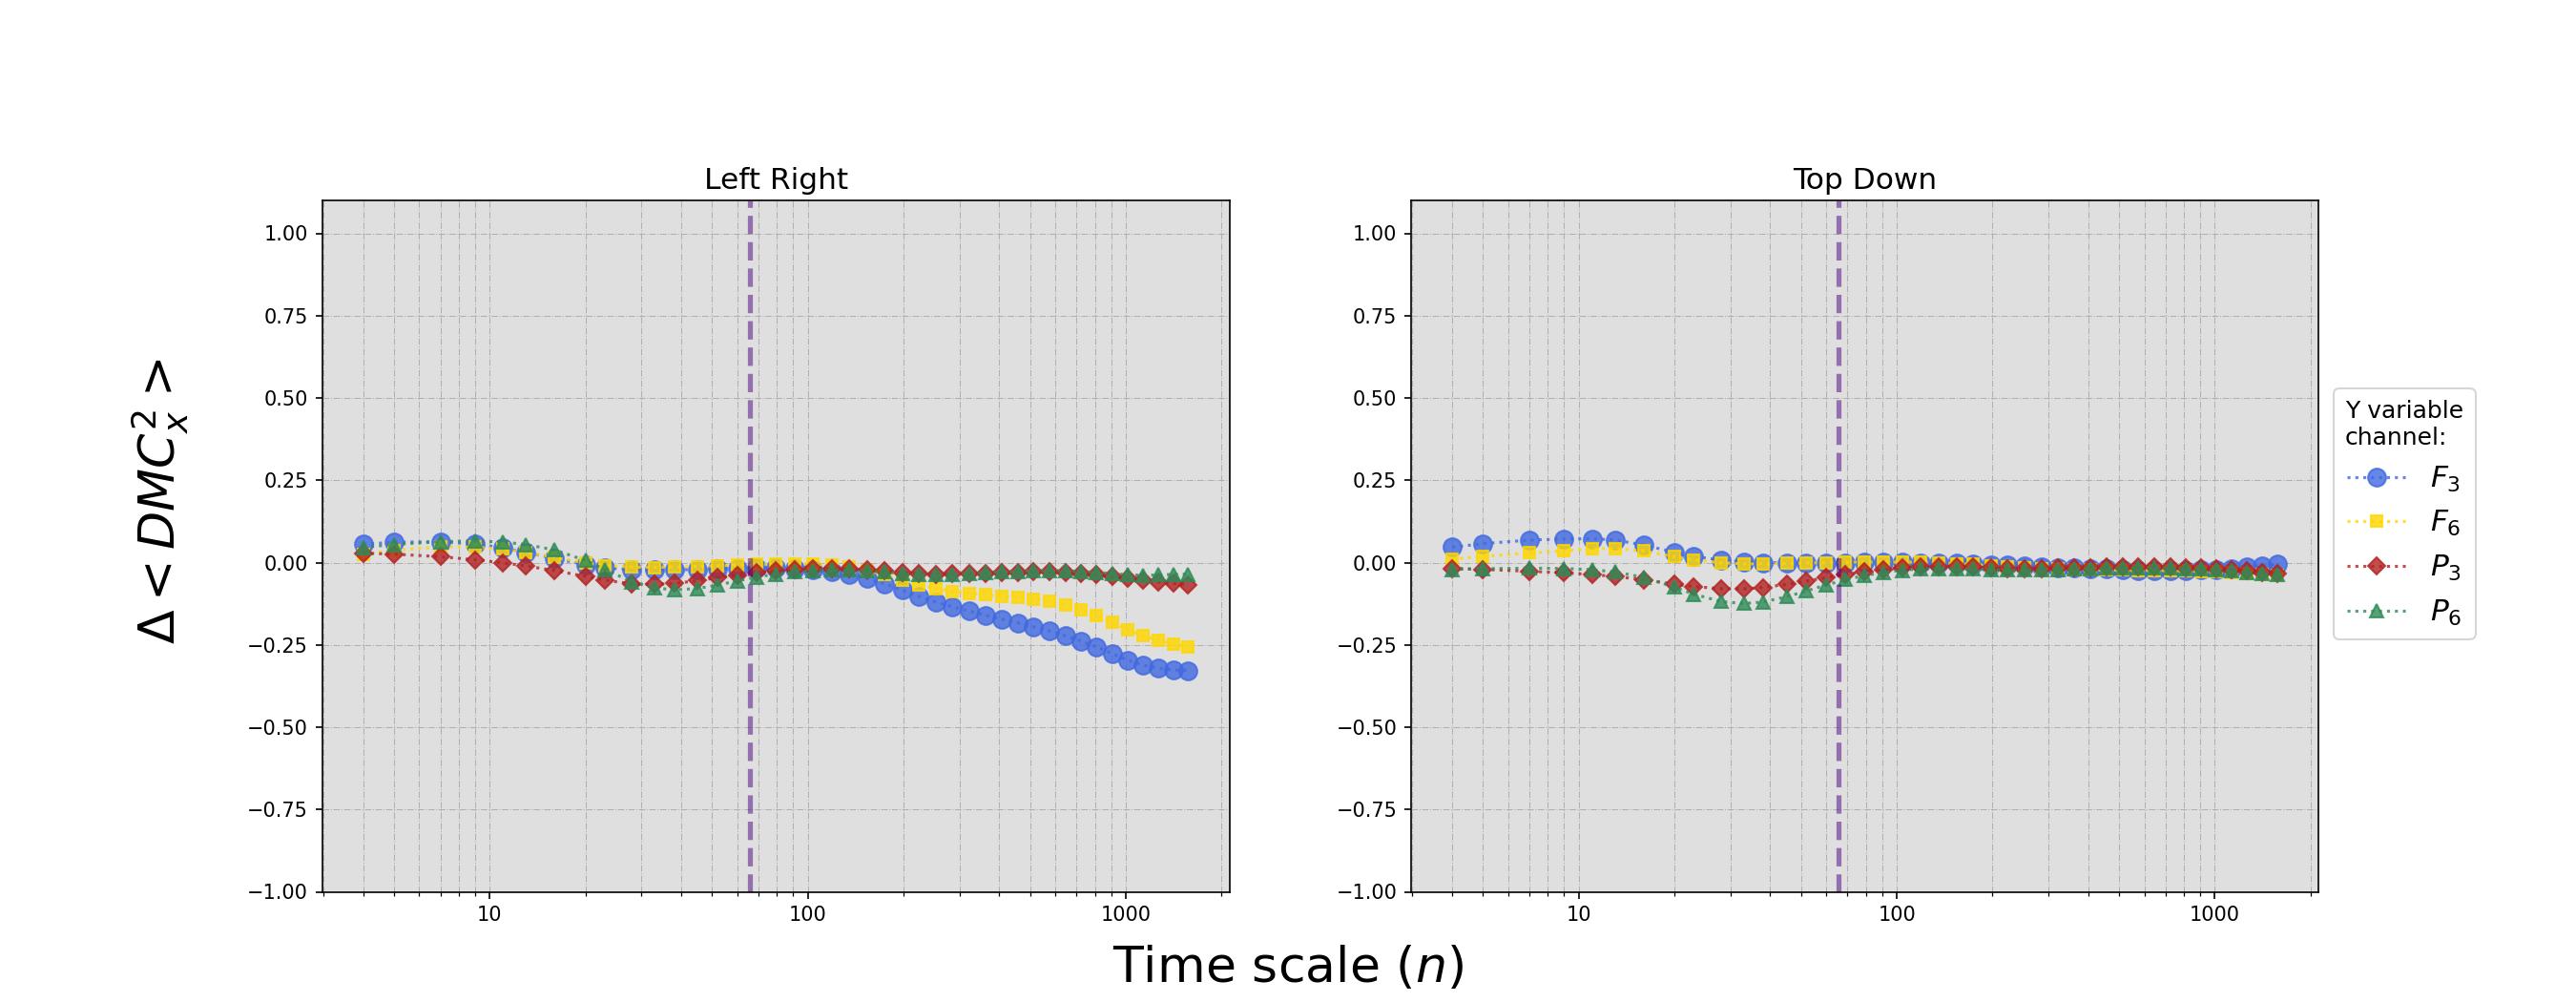 Left Right
Top Down
Δ < DMC²ₓ >
1.00
0.75
0.50
0.25
0.00
−0.25
−0.50
−0.75
−1.00
10 100 1000
1.00
0.75
0.50
0.25
0.00
−0.25
−0.50
−0.75
−1.00
10 100 1000
Time scale (n)
Y variable
channel:
F₃
F₆
P₃
P₆